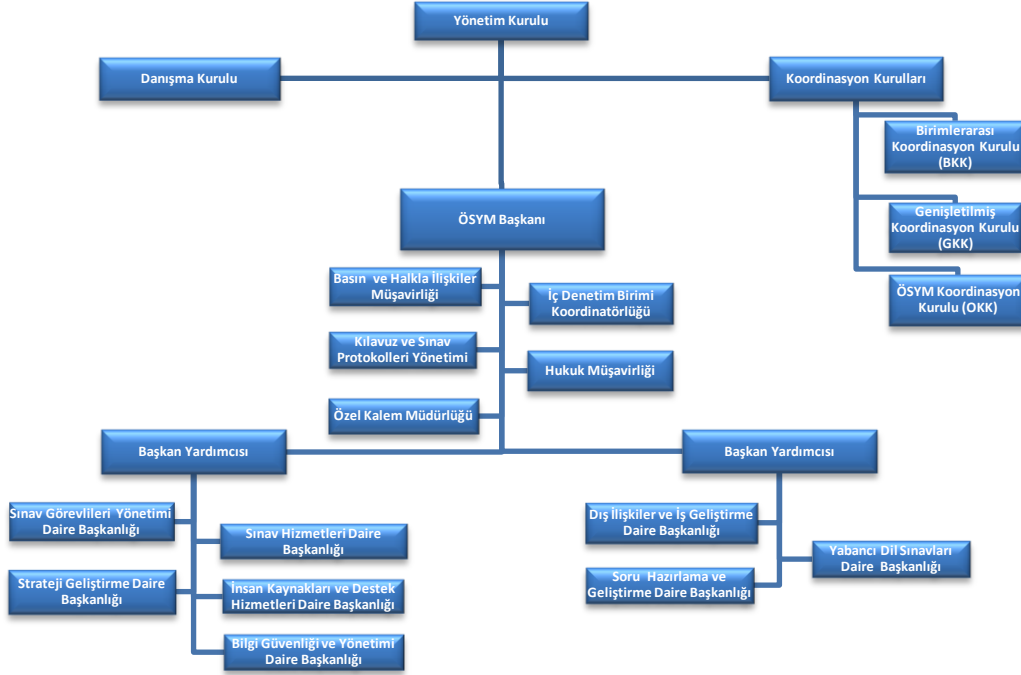 Yönetim Kurulu
Danışma Kurulu
Koordinasyon Kurulları
Birimlerarası
Koordinasyon Kurulu
(BKK)
Genişletilmiş
Koordinasyon Kurulu
(GKK)
ÖSYM Koordinasyon
Kurulu (OKK)
ÖSYM Başkanı
Basın ve Halkla İlişkiler
Müşavirliği
İç Denetim Birimi
Koordinatörlüğü
Kılavuz ve Sınav
Protokolleri Yönetimi
Hukuk Müşavirliği
Özel Kalem Müdürlüğü
Başkan Yardımcısı
Sınav Görevlileri Yönetimi
Daire Başkanlığı
Sınav Hizmetleri Daire
Başkanlığı
Strateji Geliştirme Daire
Başkanlığı
İnsan Kaynakları ve Destek
Hizmetleri Daire Başkanlığı
Bilgi Güvenliği ve Yönetimi
Daire Başkanlığı
Başkan Yardımcısı
Dış İlişkiler ve İş Geliştirme
Daire Başkanlığı
Yabancı Dil Sınavları
Daire Başkanlığı
Soru Hazırlama ve
Geliştirme Daire Başkanlığı